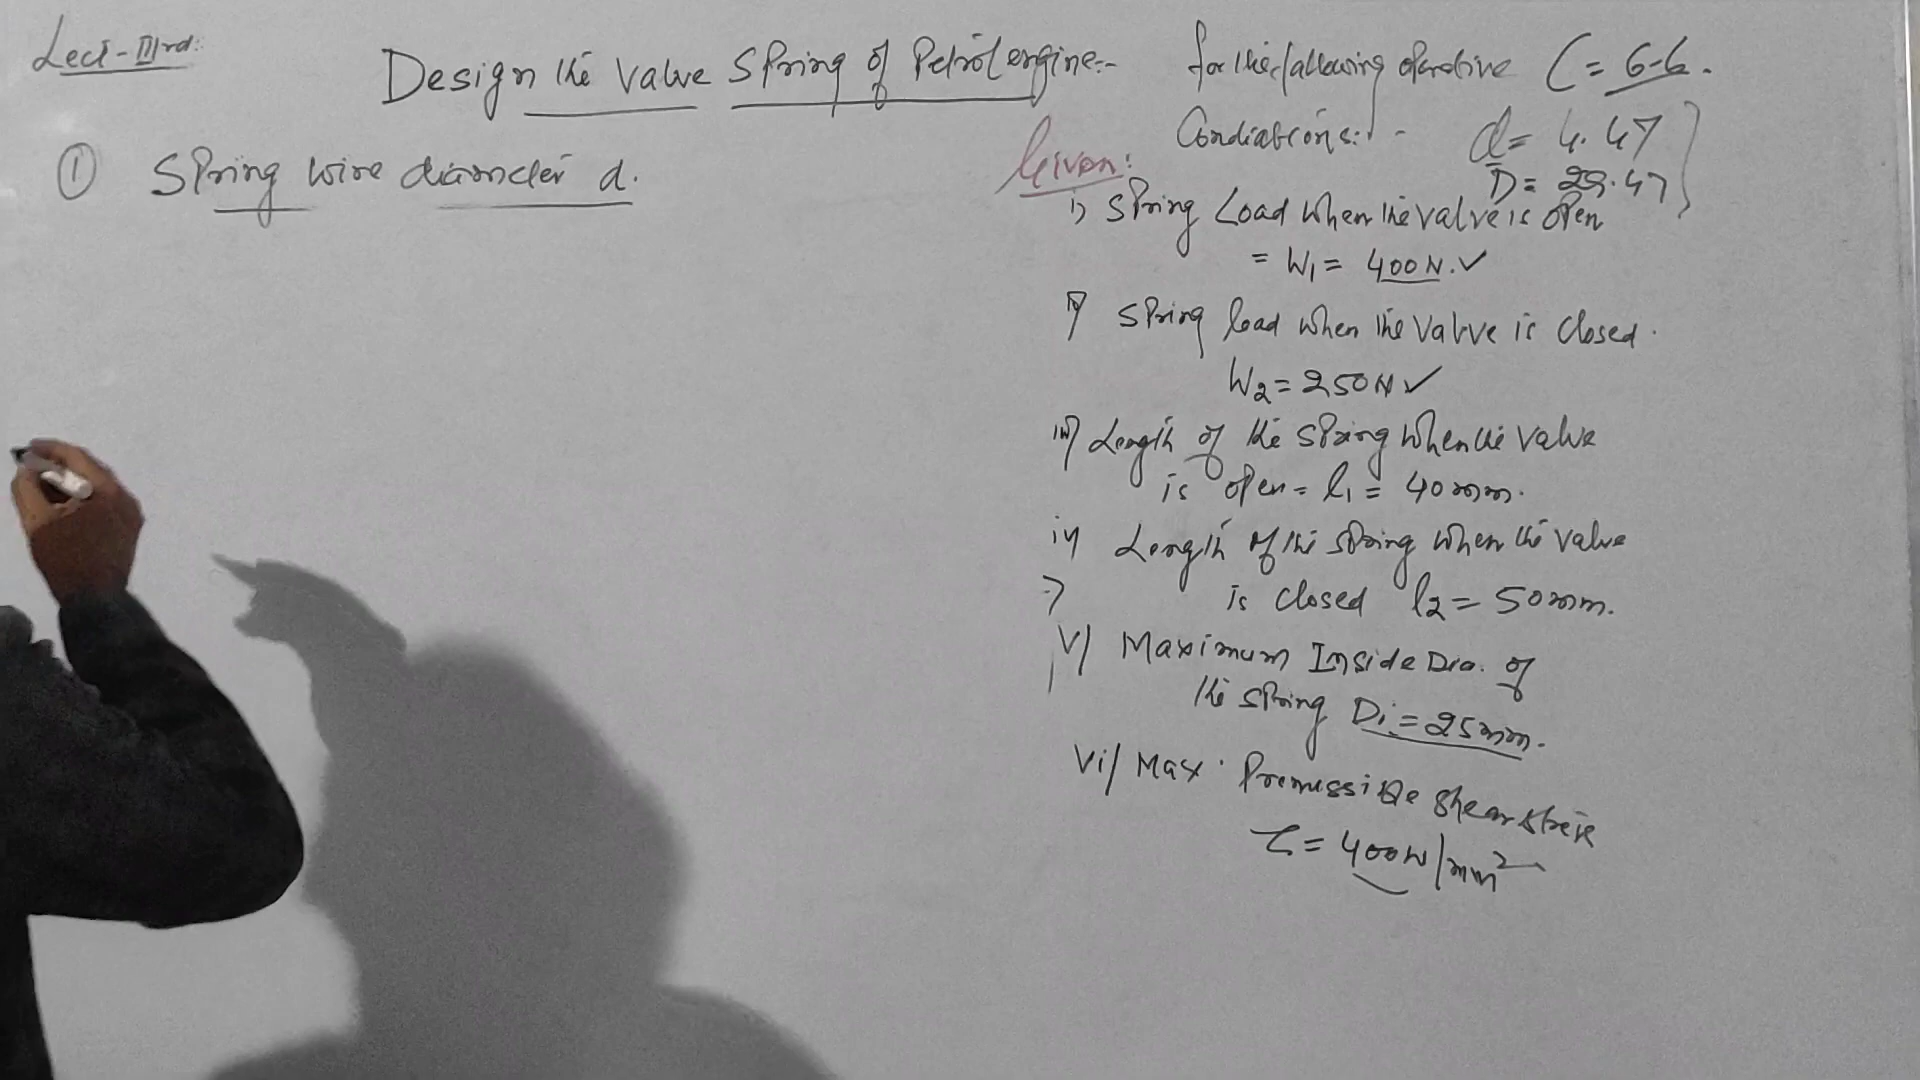 Lect-IIIrd:
Design the Valve Spring of Petrol engine:- for the following operative
Condiations:-
C = 6.6.
d = 4.47
D = 29.47
① Spring wire diameter d.
Given:
i) Spring Load when the valve is open
= W₁ = 400N. ✓
ii) Spring load when the Valve is closed.
W₂ = 250N ✓
iii) Length of the spring when the valve
is open = l₁ = 40mm.
iv Length of the spring when the valve
is closed l₂ = 50mm.
V/ Maximum Inside Dia. of
the spring Di = 25mm.
Vi/ Max. Premissible Shear stress
τ = 400N/mm²